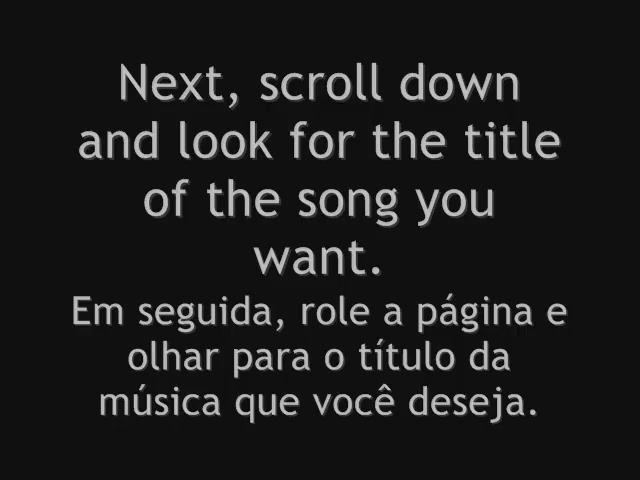 Next, scroll down
and look for the title
of the song you
want.
Em seguida, role a página e
olhar para o título da
música que você deseja.